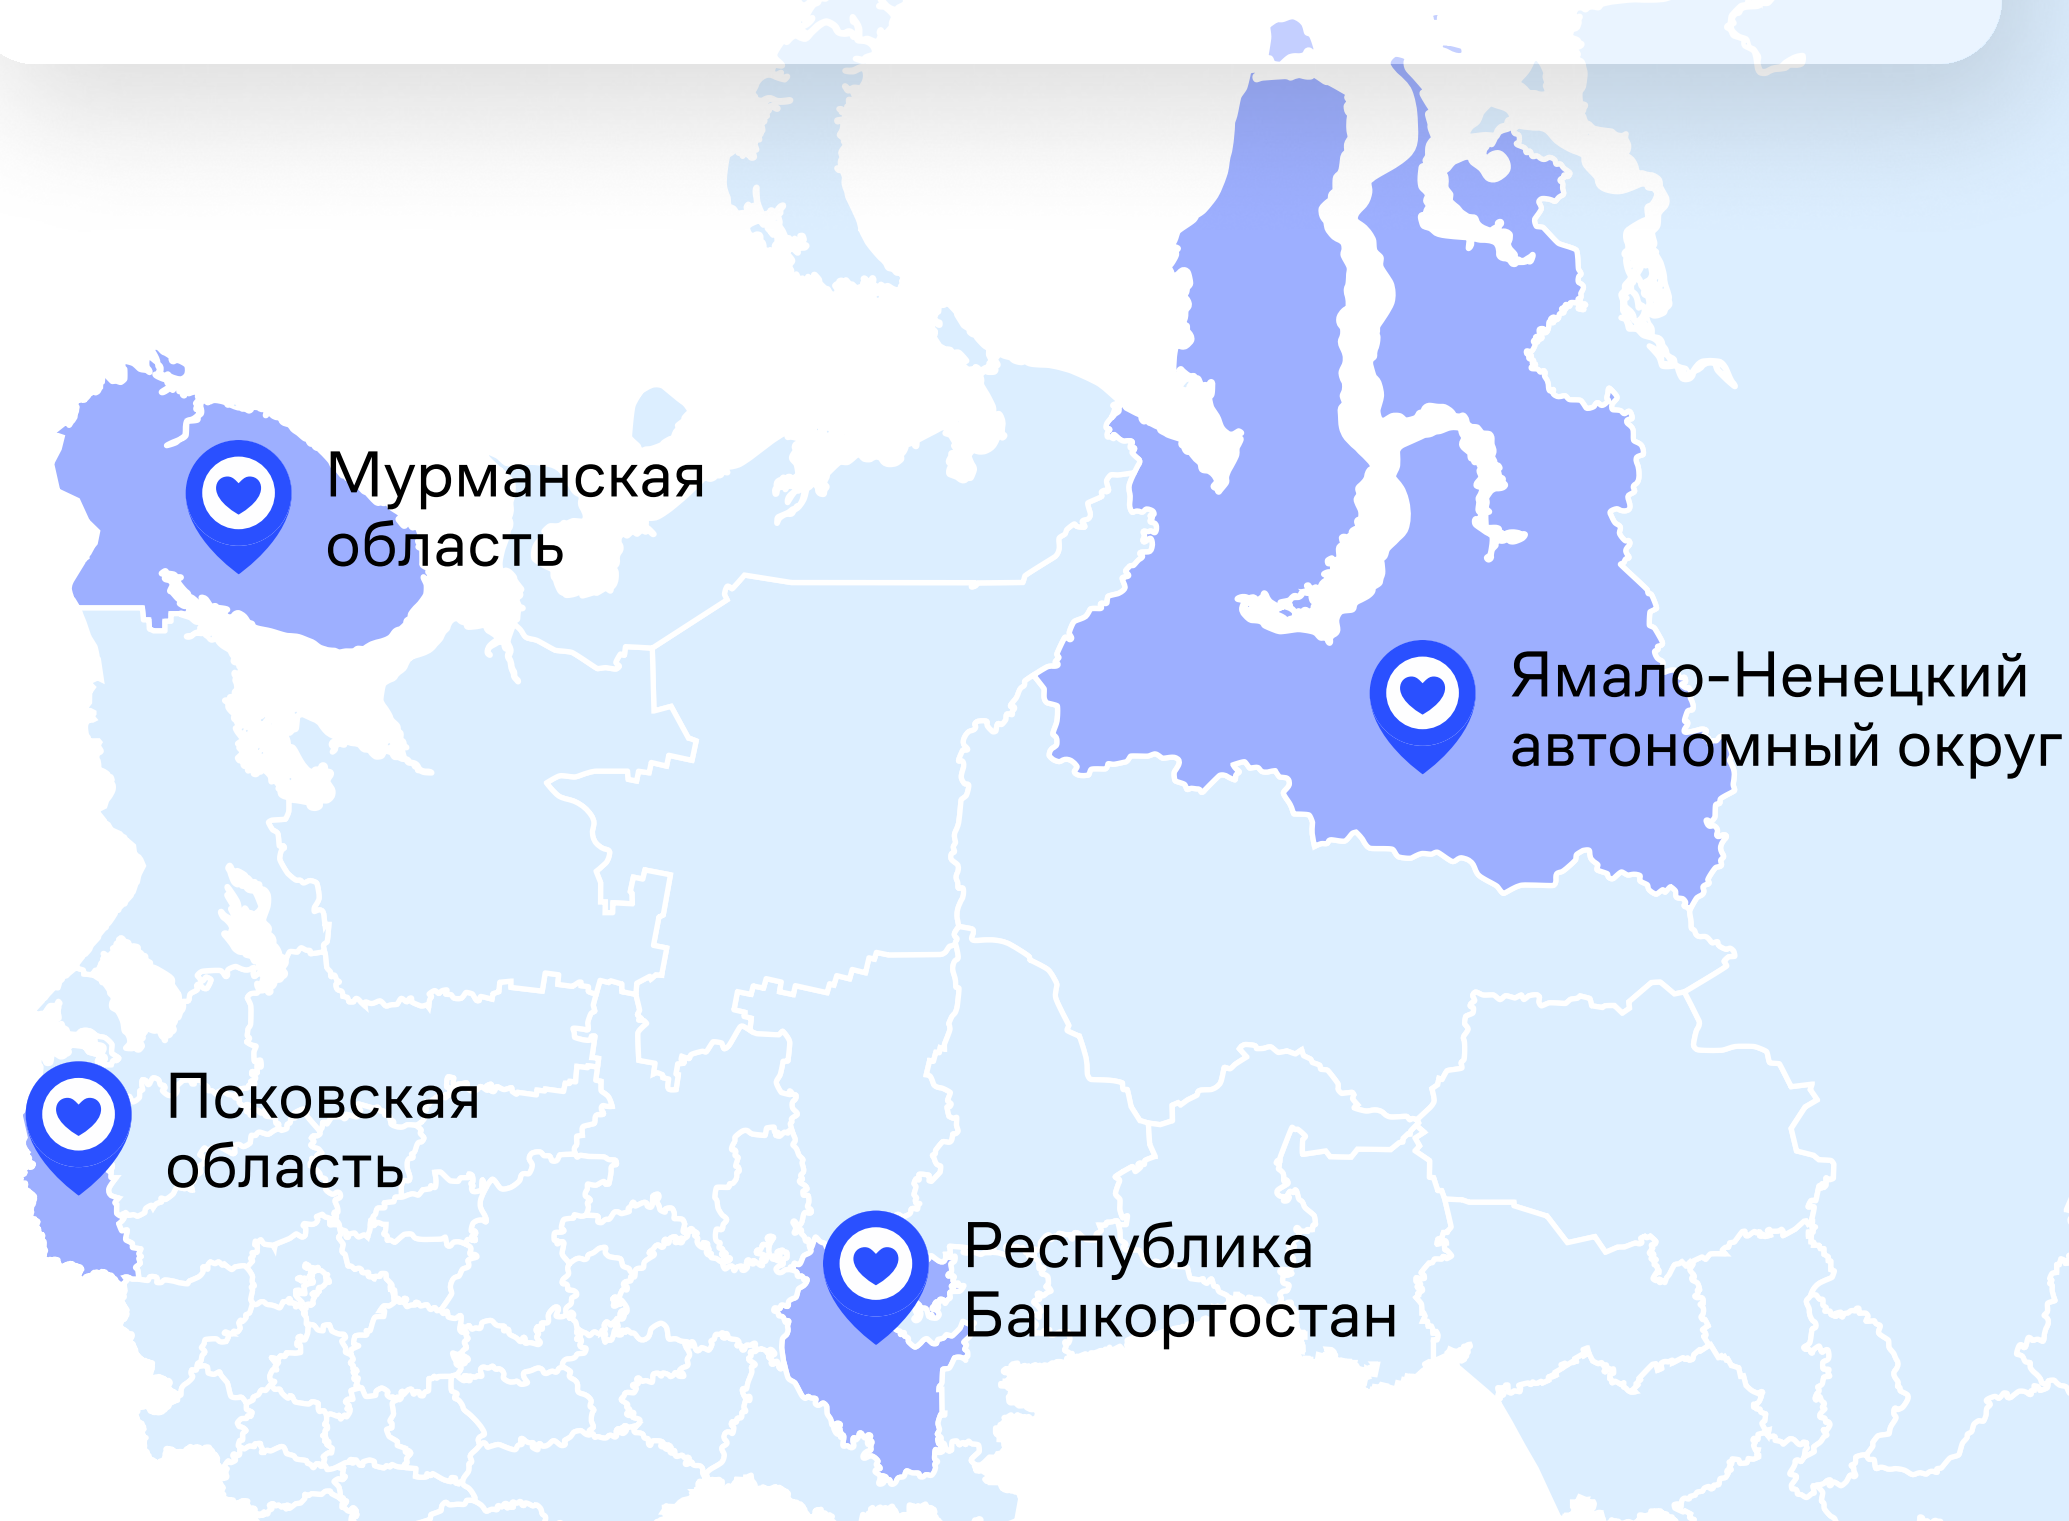 Мурманская
область
Ямало-Ненецкий
автономный округ
Псковская
область
Республика
Башкортостан